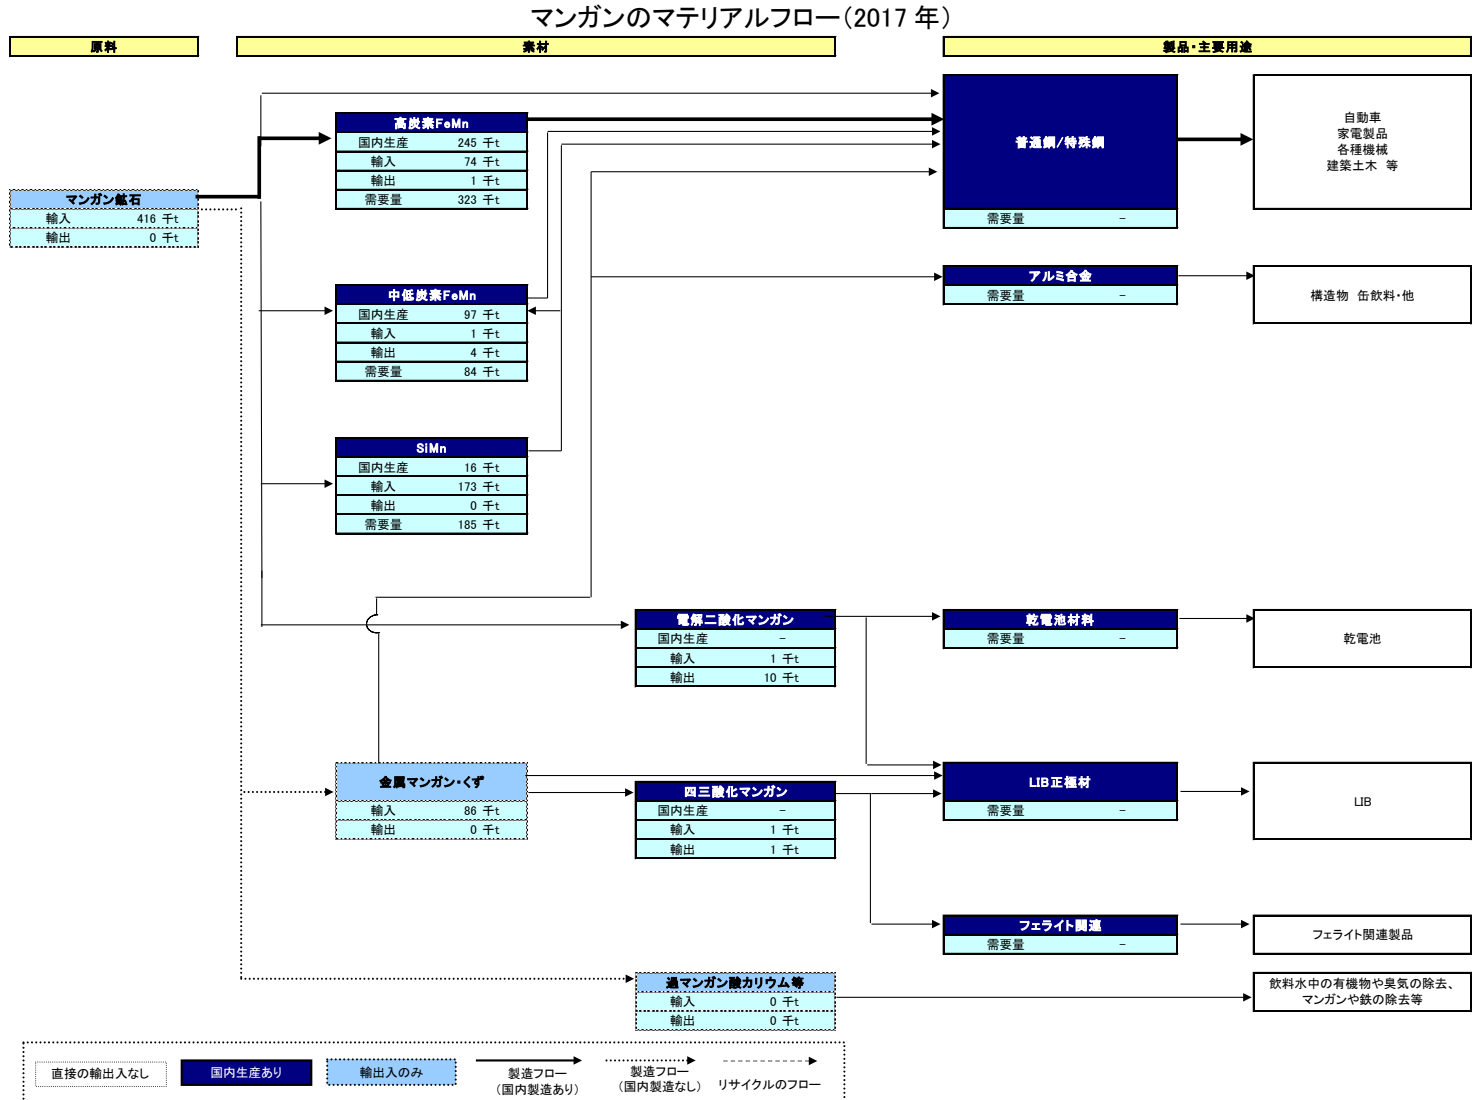 マンガンのマテリアルフロー（2017 年）
原料
素材
製品・主要用途
マンガン鉱石
輸入 416 千t
輸出 0 千t
高炭素FeMn
国内生産 245 千t
輸入 74 千t
輸出 1 千t
需要量 323 千t
中低炭素FeMn
国内生産 97 千t
輸入 1 千t
輸出 4 千t
需要量 84 千t
SiMn
国内生産 16 千t
輸入 173 千t
輸出 0 千t
需要量 185 千t
電解二酸化マンガン
国内生産 −
輸入 1 千t
輸出 10 千t
金属マンガン・くず
輸入 86 千t
輸出 0 千t
四三酸化マンガン
国内生産 −
輸入 1 千t
輸出 1 千t
過マンガン酸カリウム等
輸入 0 千t
輸出 0 千t
普通鋼/特殊鋼
需要量 −
自動車
家電製品
各種機械
建築土木 等
アルミ合金
需要量 −
構造物 缶飲料・他
乾電池材料
需要量 −
乾電池
LIB正極材
需要量 −
LIB
フェライト関連
需要量 −
フェライト関連製品
飲料水中の有機物や臭気の除去、
マンガンや鉄の除去等
直接の輸出入なし
国内生産あり
輸出入のみ
製造フロー
（国内製造あり）
製造フロー
（国内製造なし）
リサイクルのフロー